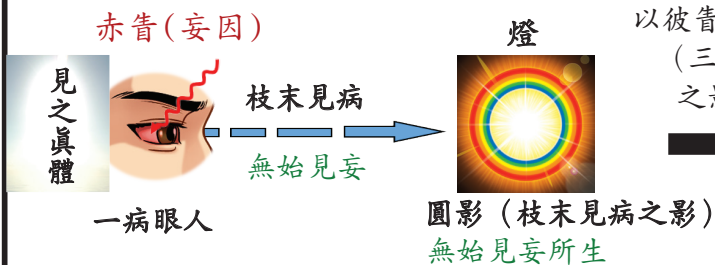 赤眚(妄因)
見之眞體
枝末見病
無始見妄
一病眼人
燈
圓影（枝末見病之影）
無始見妄所生
以彼眚
（三
之影